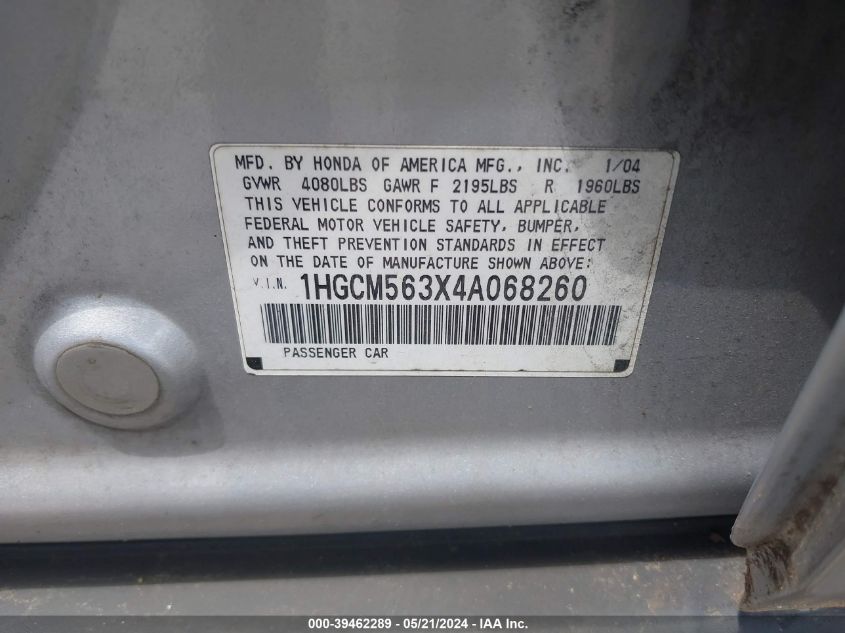 MFD. BY HONDA OF AMERICA MFG., INC. 1/04
GVWR 4080LBS GAWR F 2195LBS R 1960LBS
THIS VEHICLE CONFORMS TO ALL APPLICABLE
FEDERAL MOTOR VEHICLE SAFETY, BUMPER,
AND THEFT PREVENTION STANDARDS IN EFFECT
ON THE DATE OF MANUFACTURE SHOWN ABOVE:
V.I.N. 1HGCM563X4A068260
PASSENGER CAR
000-39462289 - 05/21/2024 - IAA Inc.